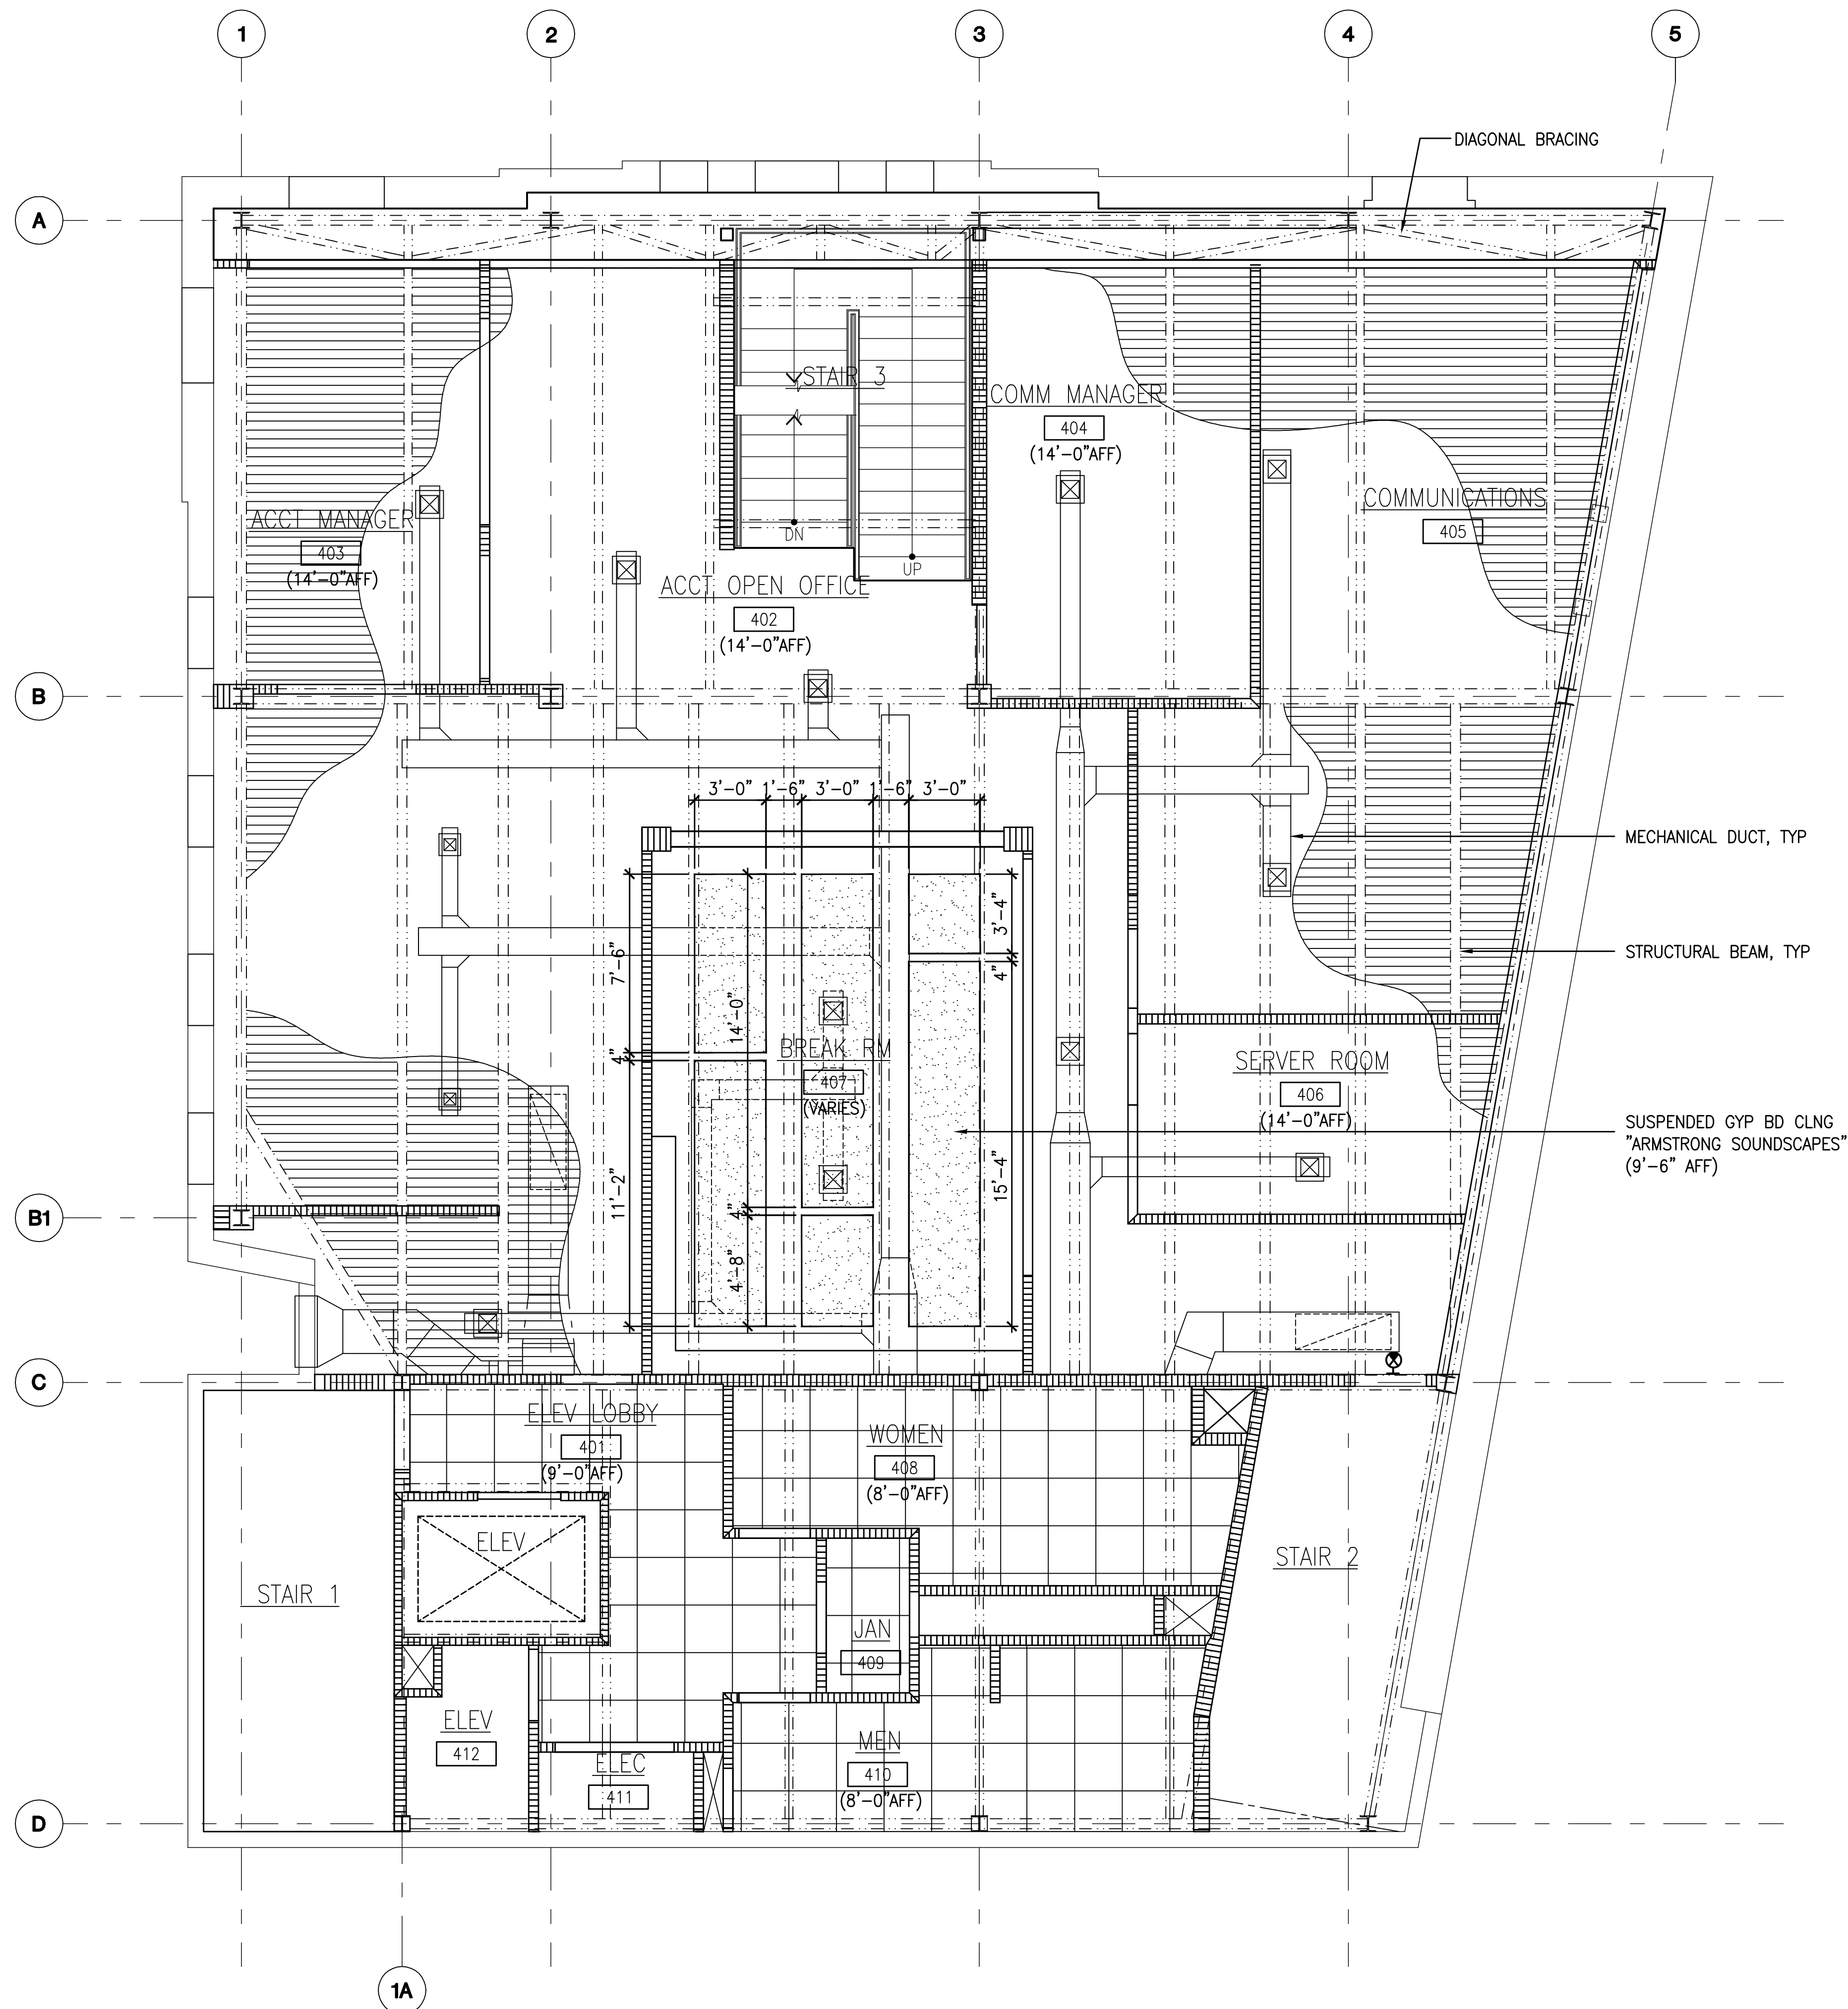 1
2
3
4
5
DIAGONAL BRACING
A
STAIR 3
COMM MANAGER
404
(14'-0"AFF)
COMMUNICATIONS
405
ACCT MANAGER
403
(14'-0"AFF)
DN
UP
ACCT OPEN OFFICE
402
(14'-0"AFF)
B
3'-0" 1'-6" 3'-0" 1'-6" 3'-0"
MECHANICAL DUCT, TYP
3'-4"
7'-6"
4"
STRUCTURAL BEAM, TYP
14'-0"
4"
BREAK RM
407
(VARIES)
SERVER ROOM
406
(14'-0"AFF)
SUSPENDED GYP BD CLNG
"ARMSTRONG SOUNDSCAPES"
(9'-6" AFF)
11'-2"
15'-4"
4"
B1
4'-8"
C
ELEV LOBBY
401
(9'-0"AFF)
WOMEN
408
(8'-0"AFF)
ELEV
STAIR 2
STAIR 1
JAN
409
ELEV
412
MEN
410
(8'-0"AFF)
ELEC
411
D
1A